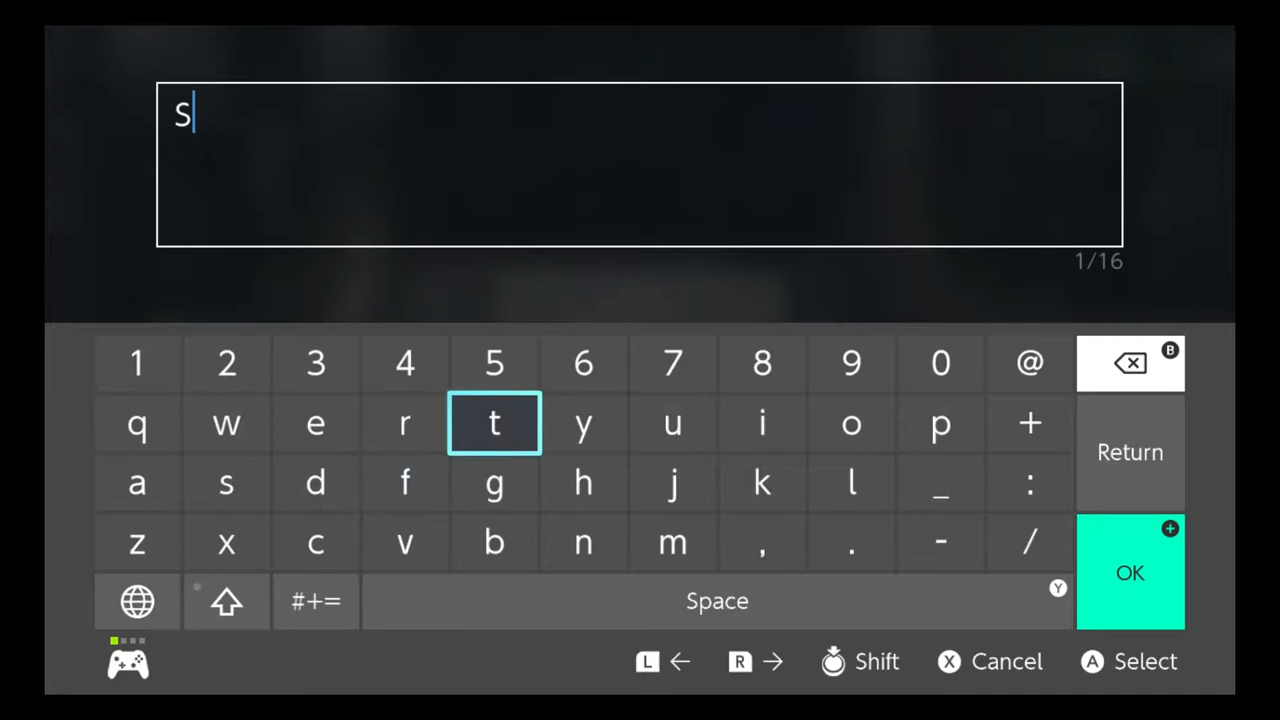 S
1/16
1 2 3 4 5 6 7 8 9 0 @ B
q w e r t y u i o p +
Return
a s d f g h j k l _ :
z x c v b n m , . - / +
OK
#+= Space Y
L ← R → Shift X Cancel A Select